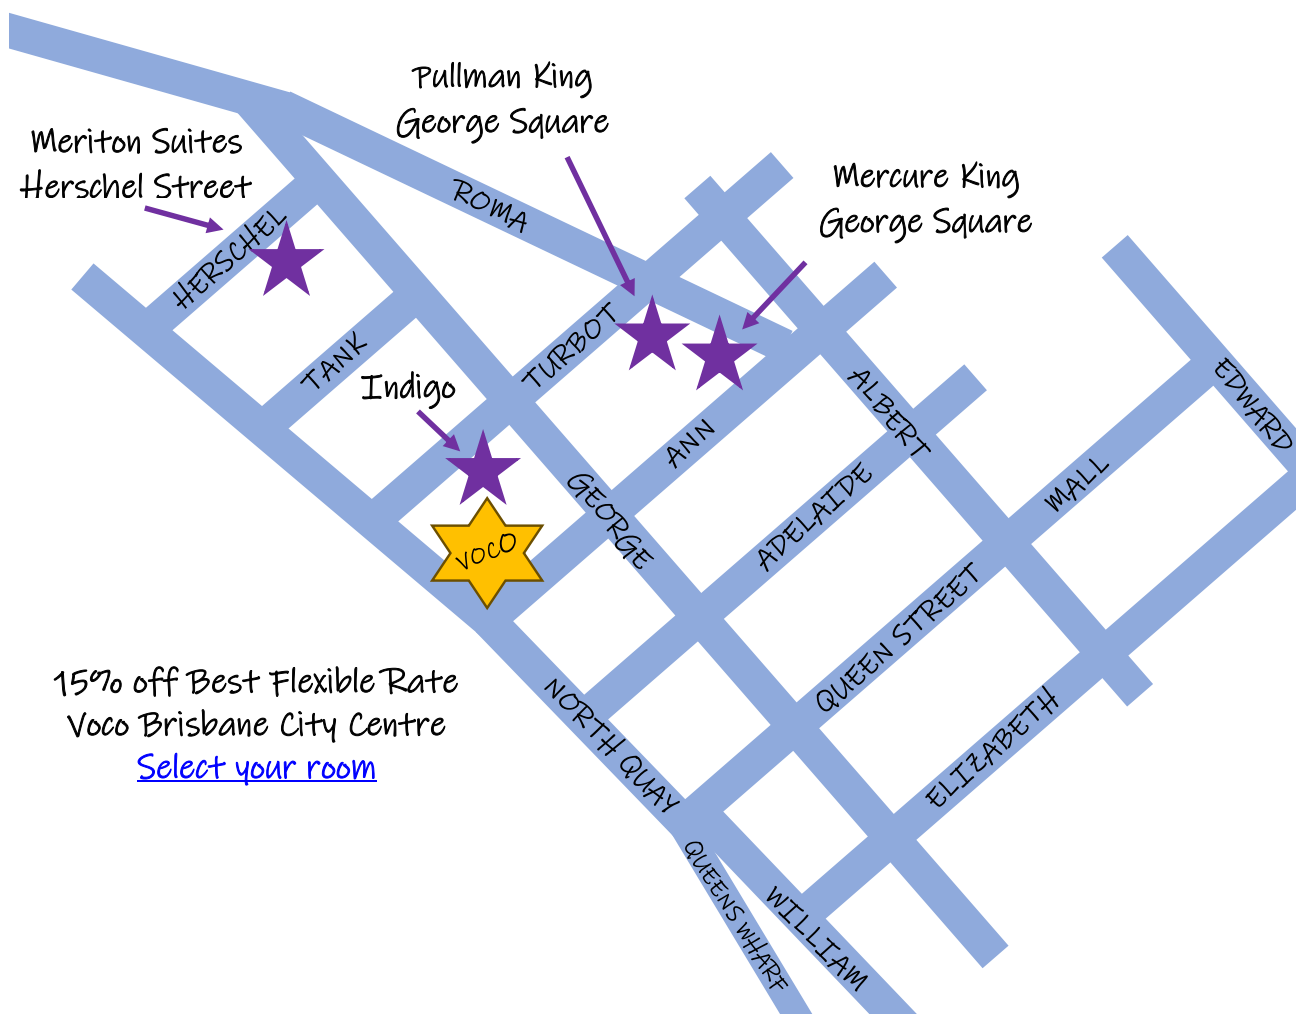 Pullman King
George Square
Meriton Suites
Herschel Street
Mercure King
George Square
ROMA
HERSCHEL
TURBOT
TANK
Indigo
EDWARD
ALBERT
ANN
GEORGE
MALL
ADELAIDE
VOCO
QUEEN STREET
15% off Best Flexible Rate
Voco Brisbane City Centre
Select your room
NORTH QUAY
ELIZABETH
QUEENS WHARF
WILLIAM